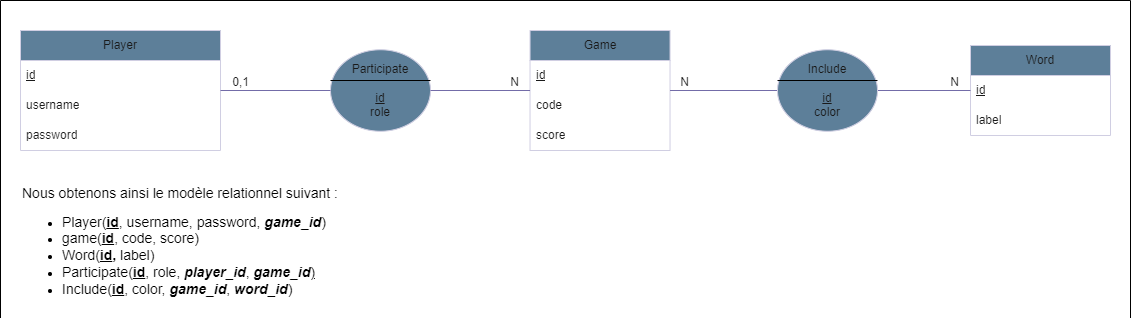 Player
id
username
password
0,1
Participate
id
role
N
Game
id
code
score
N
Include
id
color
N
Word
id
label
Nous obtenons ainsi le modèle relationnel suivant :
• Player(id, username, password, game_id)
• game(id, code, score)
• Word(id, label)
• Participate(id, role, player_id, game_id)
• Include(id, color, game_id, word_id)